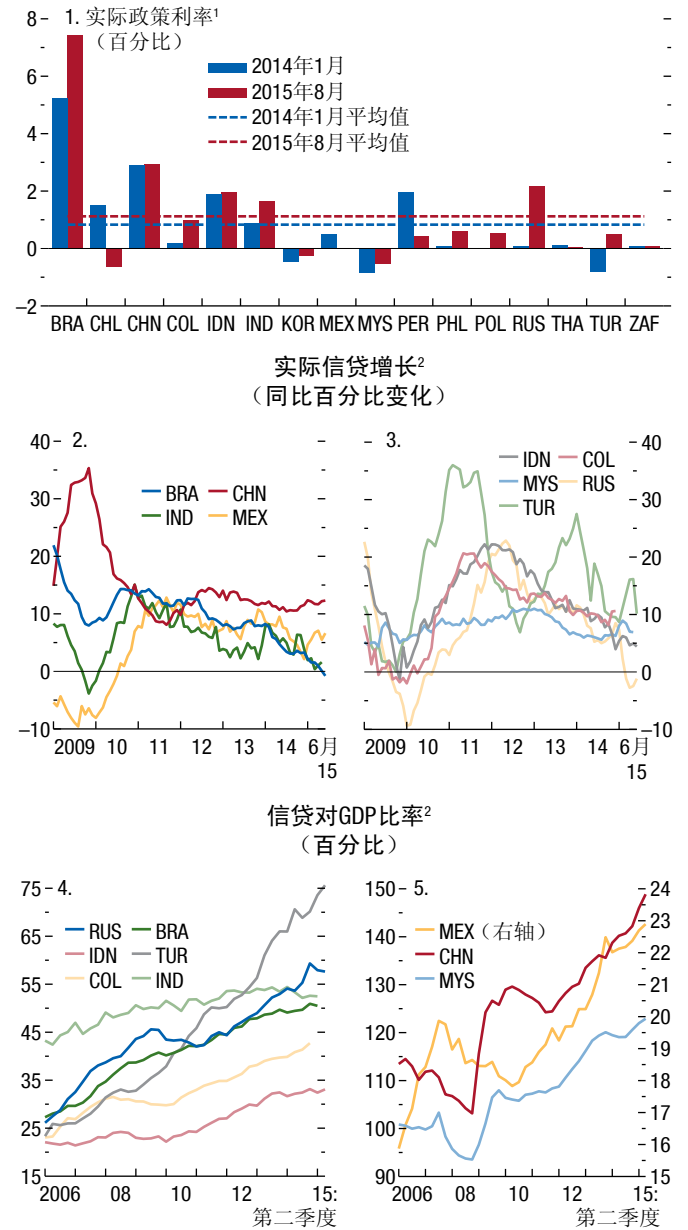 1. 实际政策利率¹
（百分比）
2014年1月
2015年8月
2014年1月平均值
2015年8月平均值
8
6
4
2
0
–2
BRA CHL CHN COL IDN IND KOR MEX MYS PER PHL POL RUS THA TUR ZAF
实际信贷增长²
（同比百分比变化）
2.
BRA CHN
IND MEX
40
30
20
10
0
–10
2009 10 11 12 13 14 6月
15
3.
IDN COL
MYS RUS
TUR
40
30
20
10
0
–10
2009 10 11 12 13 14 6月
15
信贷对GDP比率²
（百分比）
4.
RUS BRA
IDN TUR
COL IND
75
65
55
45
35
25
15
2006 08 10 12 15:
第二季度
5.
MEX（右轴）
CHN
MYS
150
140
130
120
110
100
90
24
23
22
21
20
19
18
17
16
15
2006 08 10 12 15:
第二季度